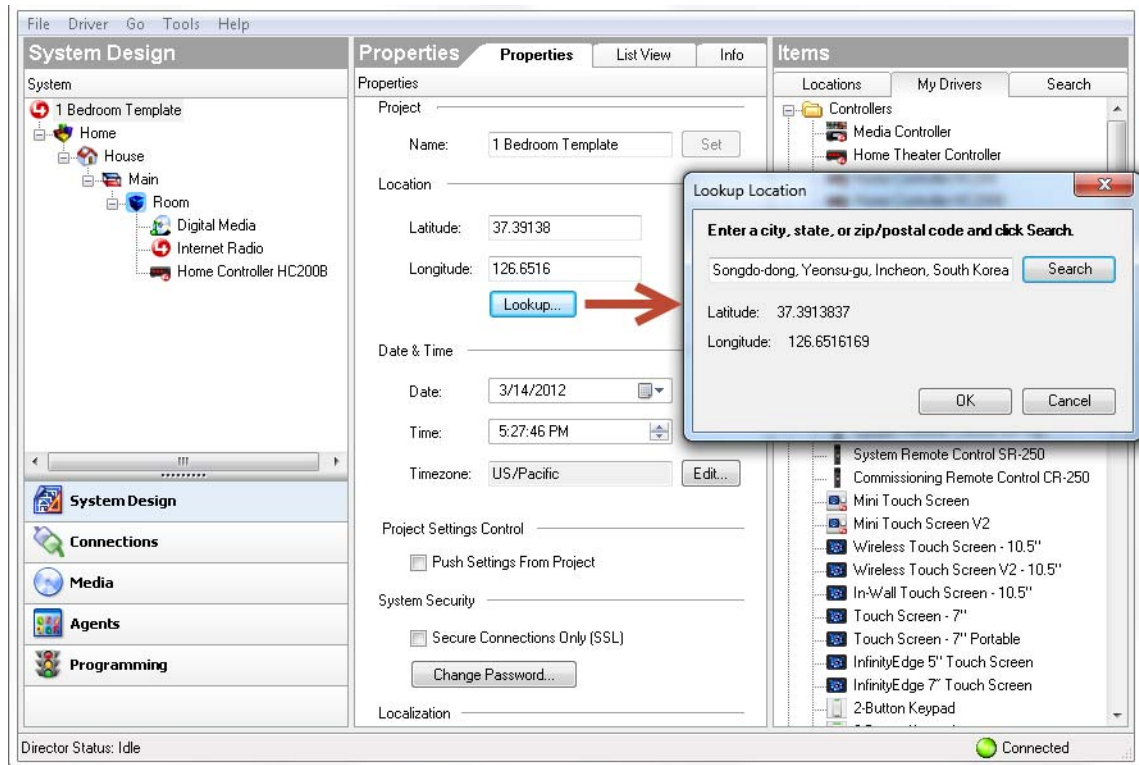 File Driver Go Tools Help
System Design
System
1 Bedroom Template
Home
House
Main
Room
Digital Media
Internet Radio
Home Controller HC200B
System Design
Connections
Media
Agents
Programming
Properties
Properties List View Info
Properties
Project
Name: 1 Bedroom Template Set
Location
Latitude: 37.39138
Longitude: 126.6516
Lookup...
Date & Time
Date: 3/14/2012
Time: 5:27:46 PM
Timezone: US/Pacific Edit...
Project Settings Control
Push Settings From Project
System Security
Secure Connections Only (SSL)
Change Password...
Localization
Items
Locations My Drivers Search
Controllers
Media Controller
Home Theater Controller
Lookup Location
Enter a city, state, or zip/postal code and click Search.
Songdo-dong, Yeonsu-gu, Incheon, South Korea Search
Latitude: 37.3913837
Longitude: 126.6516169
OK Cancel
System Remote Control SR-250
Commissioning Remote Control CR-250
Mini Touch Screen
Mini Touch Screen V2
Wireless Touch Screen - 10.5"
Wireless Touch Screen V2 - 10.5"
In-Wall Touch Screen - 10.5"
Touch Screen - 7"
Touch Screen - 7" Portable
InfinityEdge 5" Touch Screen
InfinityEdge 7" Touch Screen
2-Button Keypad
Director Status: Idle
Connected